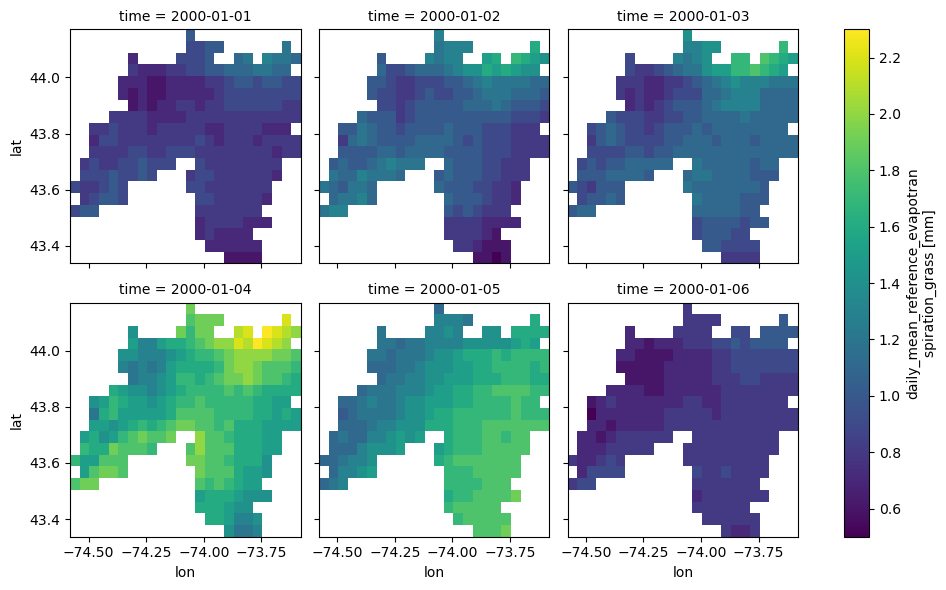 time = 2000-01-01
time = 2000-01-02
time = 2000-01-03
44.0
43.8
43.6
43.4
lat
time = 2000-01-04
time = 2000-01-05
time = 2000-01-06
44.0
43.8
43.6
43.4
lat
−74.50
−74.25
−74.00
−73.75
lon
−74.50
−74.25
−74.00
−73.75
lon
−74.50
−74.25
−74.00
−73.75
lon
2.2
2.0
1.8
1.6
1.4
1.2
1.0
0.8
0.6
daily_mean_reference_evapotran
spiration_grass [mm]